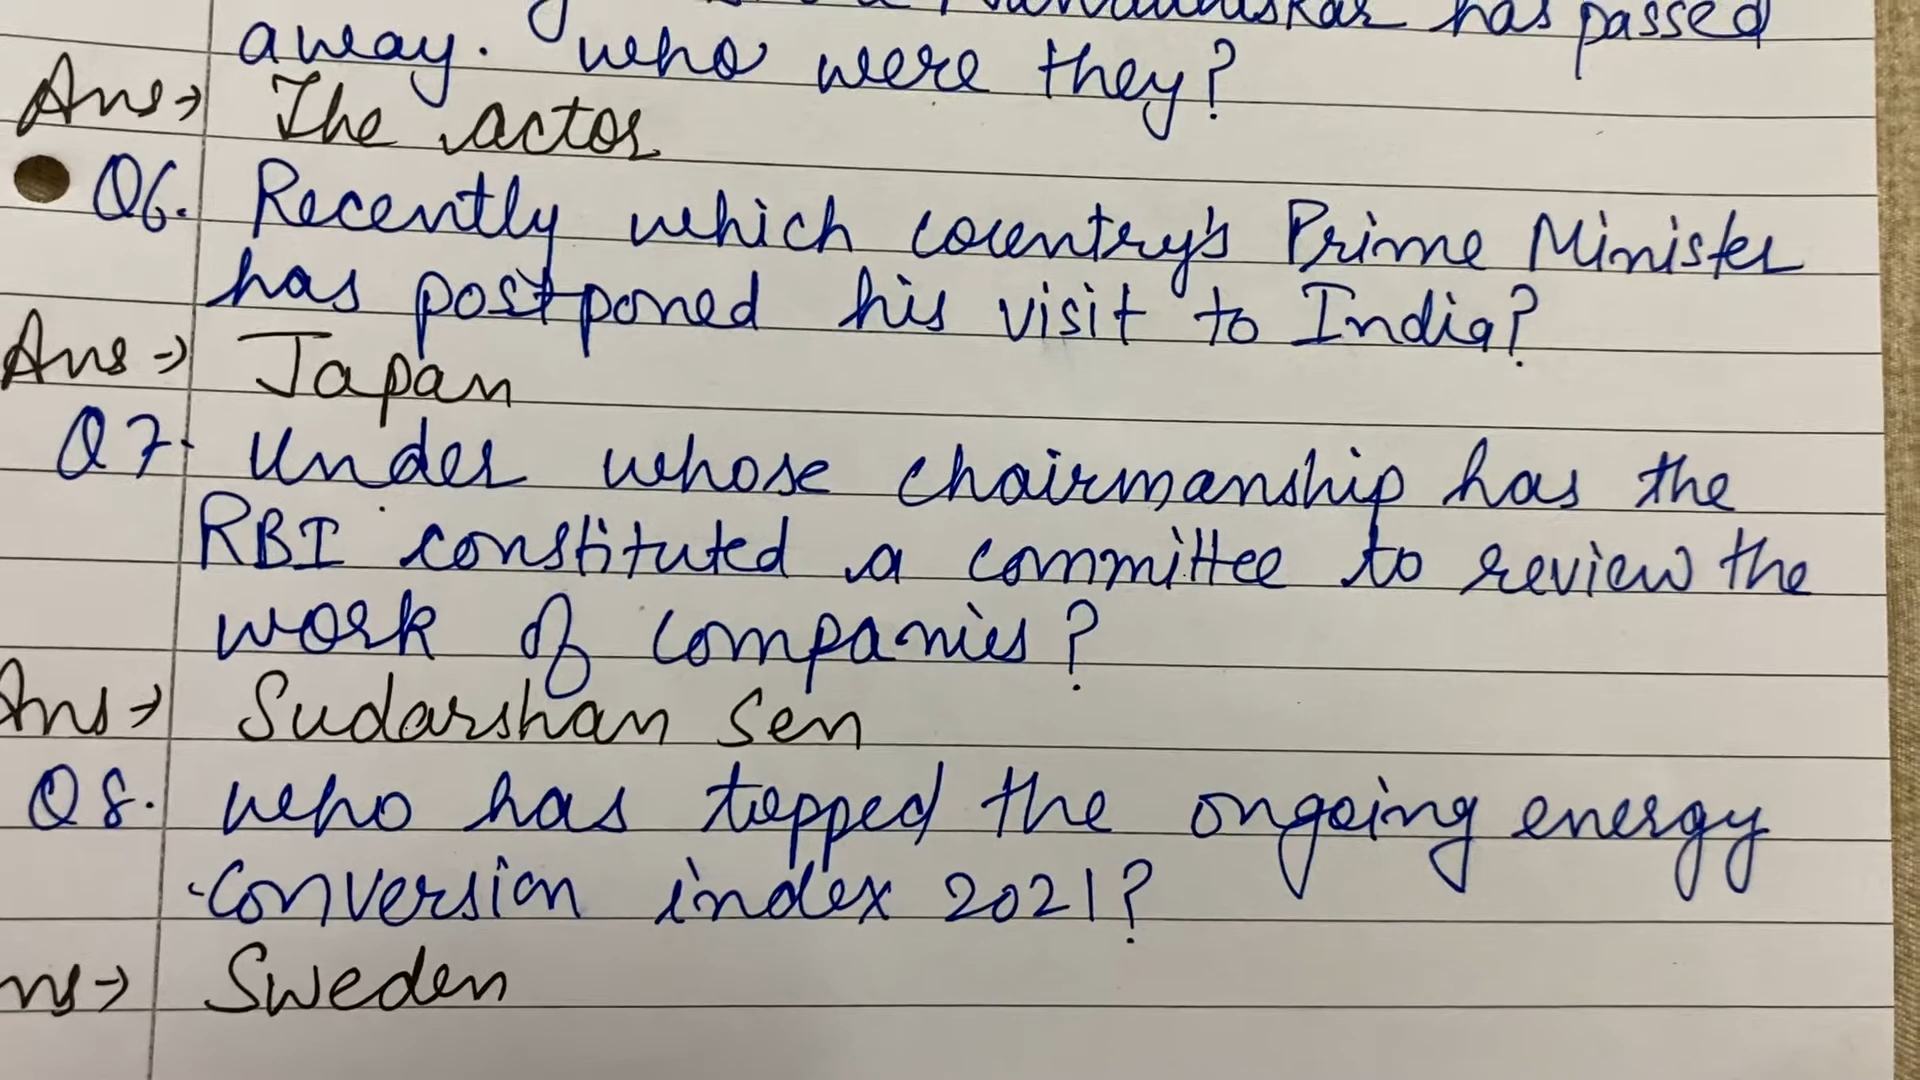 has passed
away. who were they?
Ans→ The actor
Q6. Recently which country's Prime Minister
has postponed his visit to India?
Ans→ Japan
Q7. Under whose chairmanship has the
RBI constituted a committee to review the
work of companies?
Ans→ Sudarshan Sen
Q8. who has topped the ongoing energy
conversion index 2021?
ns→ Sweden